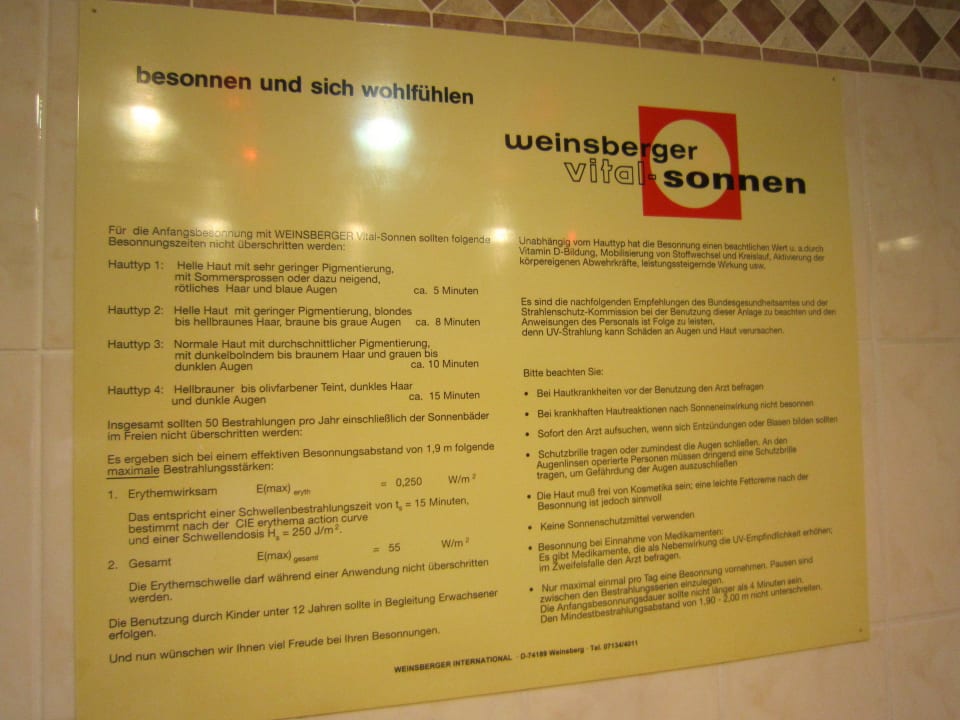 besonnen und sich wohlfühlen
weinsberger
vital-sonnen
Für die Anfangsbesonnung mit WEINSBERGER Vital-Sonnen sollten folgende
Besonnungszeiten nicht überschritten werden:
Hauttyp 1: Helle Haut mit sehr geringer Pigmentierung,
mit Sommersprossen oder dazu neigend,
rötliches Haar und blaue Augen ca. 5 Minuten
Hauttyp 2: Helle Haut mit geringer Pigmentierung, blondes
bis hellbraunes Haar, braune bis graue Augen ca. 8 Minuten
Hauttyp 3: Normale Haut mit durchschnittlicher Pigmentierung,
mit dunkelbolndem bis braunem Haar und grauen bis
dunklen Augen ca. 10 Minuten
Hauttyp 4: Hellbrauner bis olivfarbener Teint, dunkles Haar
und dunkle Augen ca. 15 Minuten
Insgesamt sollten 50 Bestrahlungen pro Jahr einschließlich der Sonnenbäder
im Freien nicht überschritten werden:
Es ergeben sich bei einem effektiven Besonnungsabstand von 1,9 m folgende
maximale Bestrahlungsstärken:
1. Erythemwirksam E(max) eryth = 0,250 W/m²
Das entspricht einer Schwellenbestrahlungszeit von ts = 15 Minuten,
bestimmt nach der CIE erythema action curve
und einer Schwellendosis Hs = 250 J/m².
2. Gesamt E(max) gesamt = 55 W/m²
Die Erythemschwelle darf während einer Anwendung nicht überschritten
werden.
Die Benutzung durch Kinder unter 12 Jahren sollte in Begleitung Erwachsener
erfolgen.
Und nun wünschen wir Ihnen viel Freude bei Ihren Besonnungen.
Unabhängig vom Hauttyp hat die Besonnung einen beachtlichen Wert u. a.durch
Vitamin D-Bildung, Mobilisierung von Stoffwechsel und Kreislauf, Aktivierung der
körpereigenen Abwehrkräfte, leistungssteigernde Wirkung usw.
Es sind die nachfolgenden Empfehlungen des Bundesgesundheitsamtes und der
Strahlenschutz-Kommission bei der Benutzung dieser Anlage zu beachten und den
Anweisungen des Personals ist Folge zu leisten,
denn UV-Strahlung kann Schäden an Augen und Haut verursachen.
Bitte beachten Sie:
• Bei Hautkrankheiten vor der Benutzung den Arzt befragen
• Bei krankhaften Hautreaktionen nach Sonneneinwirkung nicht besonnen
• Sofort den Arzt aufsuchen, wenn sich Entzündungen oder Blasen bilden sollten
• Schutzbrille tragen oder zumindest die Augen schließen. An den
Augenlinsen operierte Personen müssen dringend eine Schutzbrille
tragen, um Gefährdung der Augen auszuschließen
• Die Haut muß frei von Kosmetika sein; eine leichte Fettcreme nach der
Besonnung ist jedoch sinnvoll
• Keine Sonnenschutzmittel verwenden
• Besonnung bei Einnahme von Medikamenten:
Es gibt Medikamente, die als Nebenwirkung die UV-Empfindlichkeit erhöhen;
im Zweifelsfalle den Arzt befragen.
• Nur maximal einmal pro Tag eine Besonnung vornehmen. Pausen sind
zwischen den Bestrahlungsserien einzulegen.
Die Anfangsbesonnungsdauer sollte nicht länger als 4 Minuten sein.
Den Mindestbestrahlungsabstand von 1,90 - 2,00 m nicht unterschreiten.
WEINSBERGER INTERNATIONAL · D-74189 Weinsberg · Tel. 07134/4011